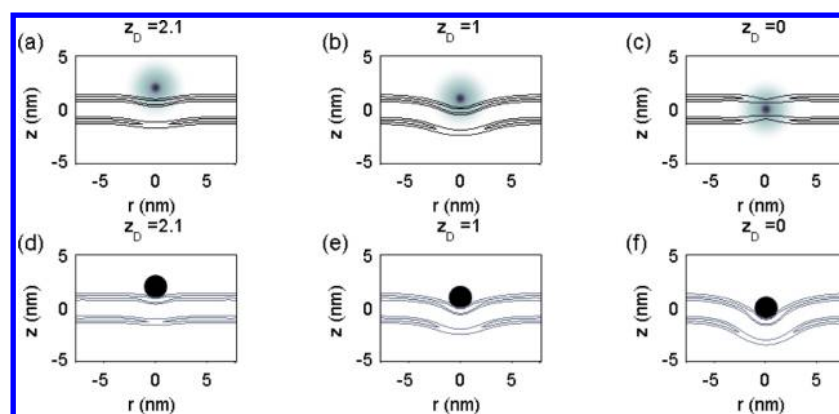 z_D =2.1
z_D =1
z_D =0
(a)
(b)
(c)
5
0
-5
z (nm)
-5 0 5
r (nm)
5
0
-5
z (nm)
-5 0 5
r (nm)
5
0
-5
z (nm)
-5 0 5
r (nm)
z_D =2.1
z_D =1
z_D =0
(d)
(e)
(f)
5
0
-5
z (nm)
-5 0 5
r (nm)
5
0
-5
z (nm)
-5 0 5
r (nm)
5
0
-5
z (nm)
-5 0 5
r (nm)